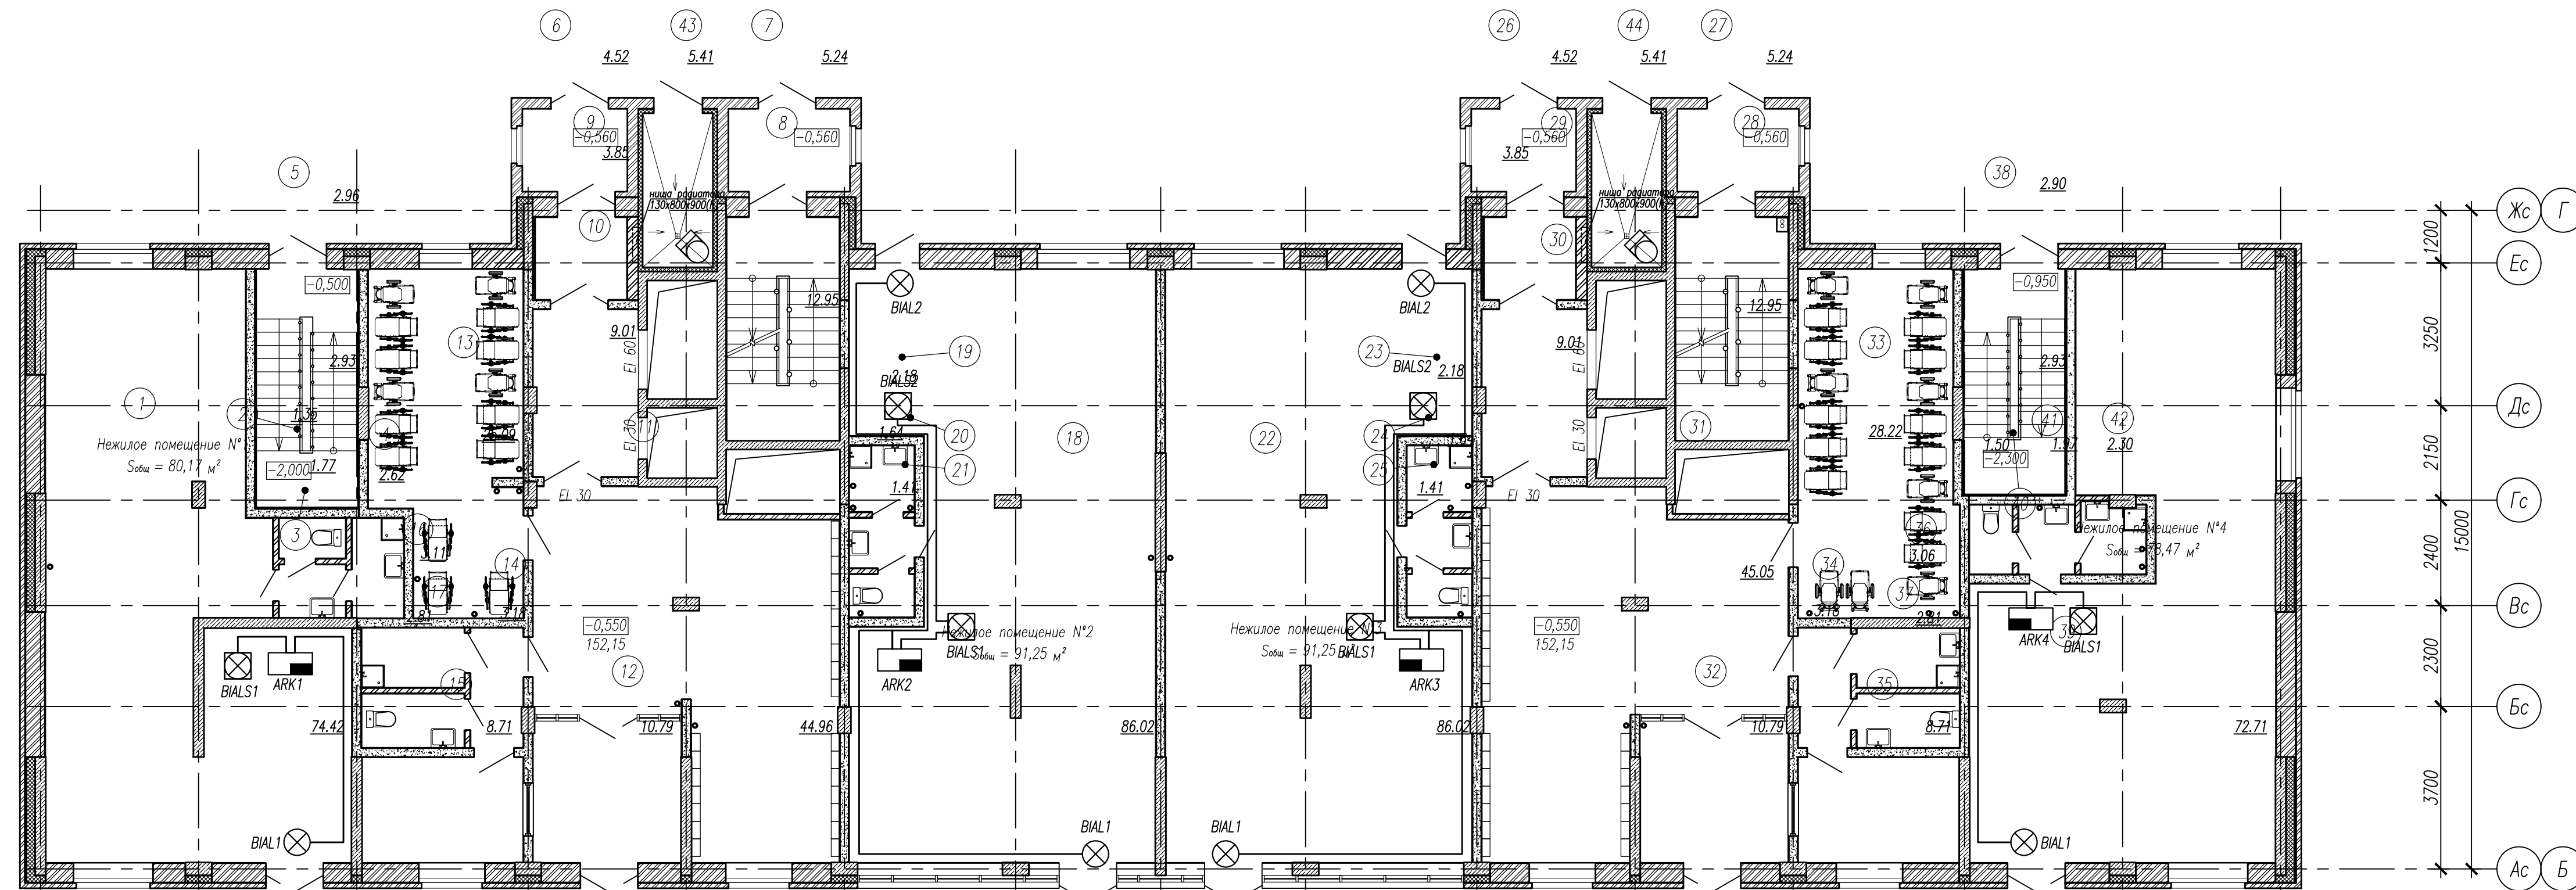 6 43 7 26 44 27
4.52 5.41 5.24 4.52 5.41 5.24
9 8 29 28
-0,560 -0,560 -0,560 -0,560
3.85 3.85
5 38
2.96 2.90
ниша радиатора
130х800х900(h)
ниша радиатора
130х800х900(h)
Жс Г
10 30
1200
Ес
-0,500 -0,950
BIAL2 BIAL2
12.95 12.95
9.01 9.01
13 33
3250
EI 60 EI 60
19 23
2.93 2.93
2.18 2.18
BIALS2 BIALS2
1 2 1.35
Дс
11 31 41 42
20 24
1.64
18 22
28.22
1.50 1.97 2.30
EI 30 EI 30
Нежилое помещение N°
Sобщ = 80,17 м²
-2,000 1.77
2.62
21 25
2150
-2,300
1.41 1.41
EI 30 EI 30
Гс
3
3.11
14
36
3.06
Нежилое помещение N°4
45.05
34
2400
15000
17
37
2.87
2.81
Вс
-0,550
152,15
-0,550
152,15
Нежилое помещение N°2
Sобщ = 91,25 м²
BIALS1
BIALS1
ARK2 ARK3
ARK4
39
BIALS1
BIALS1 ARK1
12 32
15 35
2300
74.42 8.71 10.79 44.96 86.02 86.02 10.79 8.71 72.71
Бс
3700
BIAL1 BIAL1 BIAL1 BIAL1
Ас Б